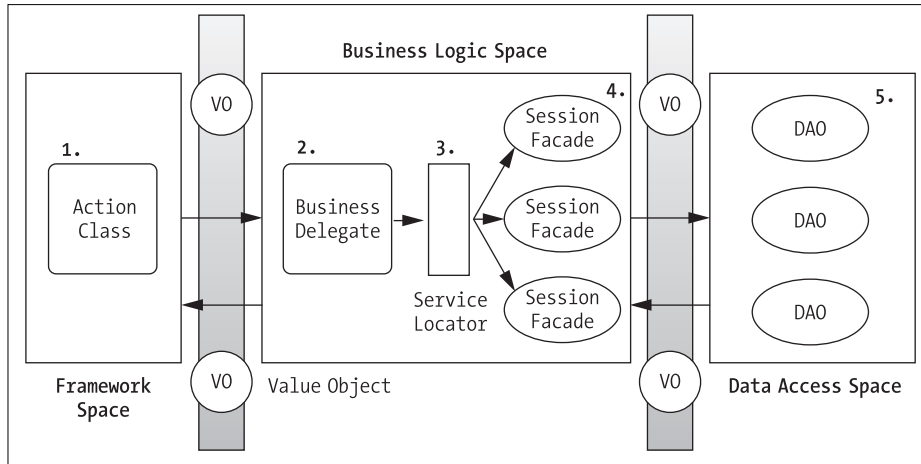 Business Logic Space
VO
VO
1.
Action
Class
2.
Business
Delegate
3.
Service
Locator
4.
Session
Facade
Session
Facade
Session
Facade
5.
DAO
DAO
DAO
Framework
Space
VO
Value Object
VO
Data Access Space